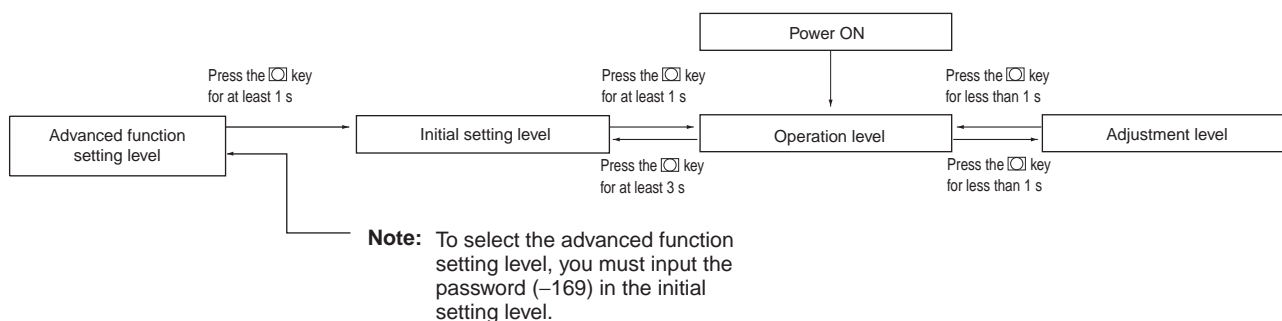 Power ON
Press the key
for at least 1 s
Press the key
for at least 1 s
Press the key
for less than 1 s
Advanced function
setting level
Initial setting level
Operation level
Adjustment level
Press the key
for at least 3 s
Press the key
for less than 1 s
Note: To select the advanced function
setting level, you must input the
password (–169) in the initial
setting level.